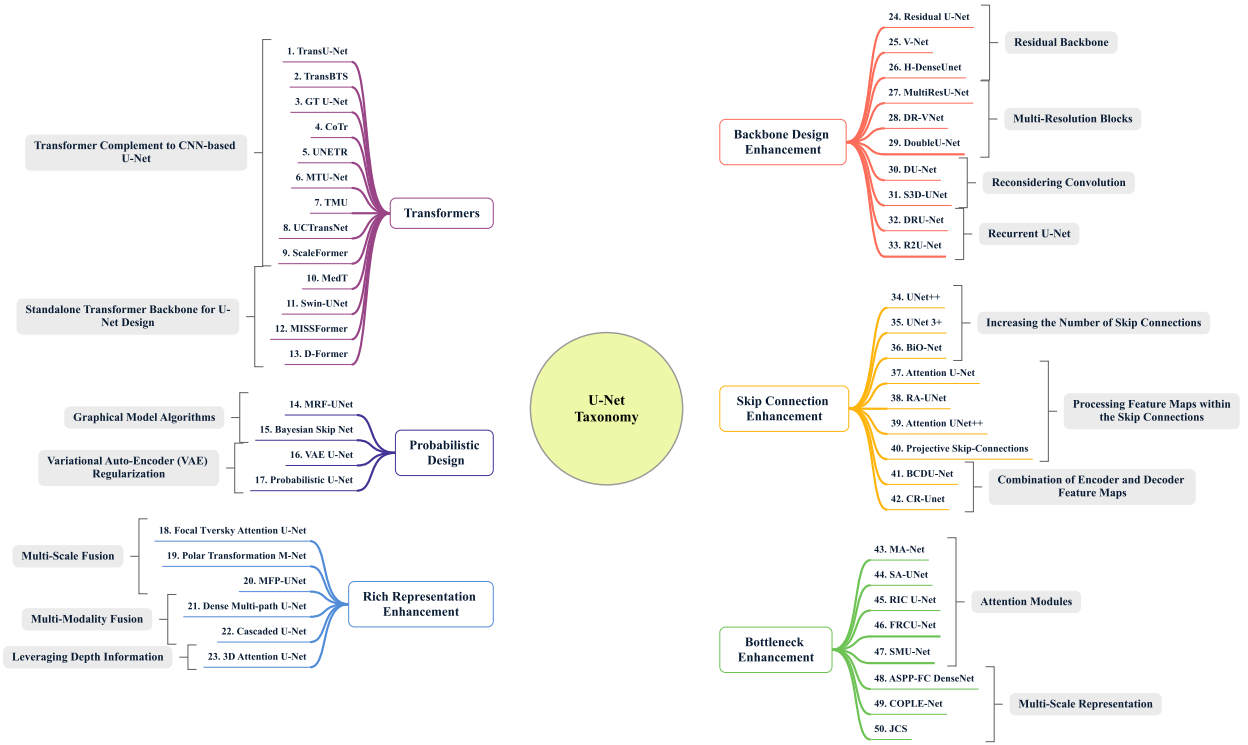 U-Net
Taxonomy
Transformers
Transformer Complement to CNN-based
U-Net
1. TransU-Net
2. TransBTS
3. GT U-Net
4. CoTr
5. UNETR
6. MTU-Net
7. TMU
8. UCTransNet
9. ScaleFormer
Standalone Transformer Backbone for U-
Net Design
10. MedT
11. Swin-UNet
12. MISSFormer
13. D-Former
Probabilistic
Design
Graphical Model Algorithms
14. MRF-UNet
15. Bayesian Skip Net
Variational Auto-Encoder (VAE)
Regularization
16. VAE U-Net
17. Probabilistic U-Net
Rich Representation
Enhancement
Multi-Scale Fusion
18. Focal Tversky Attention U-Net
19. Polar Transformation M-Net
20. MFP-UNet
Multi-Modality Fusion
21. Dense Multi-path U-Net
22. Cascaded U-Net
Leveraging Depth Information
23. 3D Attention U-Net
Backbone Design
Enhancement
24. Residual U-Net
25. V-Net
26. H-DenseUnet
Residual Backbone
27. MultiResU-Net
28. DR-VNet
29. DoubleU-Net
Multi-Resolution Blocks
30. DU-Net
31. S3D-UNet
Reconsidering Convolution
32. DRU-Net
33. R2U-Net
Recurrent U-Net
Skip Connection
Enhancement
34. UNet++
35. UNet 3+
36. BiO-Net
Increasing the Number of Skip Connections
37. Attention U-Net
38. RA-UNet
39. Attention UNet++
40. Projective Skip-Connections
Processing Feature Maps within
the Skip Connections
41. BCDU-Net
42. CR-Unet
Combination of Encoder and Decoder
Feature Maps
Bottleneck
Enhancement
43. MA-Net
44. SA-UNet
45. RIC U-Net
46. FRCU-Net
47. SMU-Net
Attention Modules
48. ASPP-FC DenseNet
49. COPLE-Net
50. JCS
Multi-Scale Representation